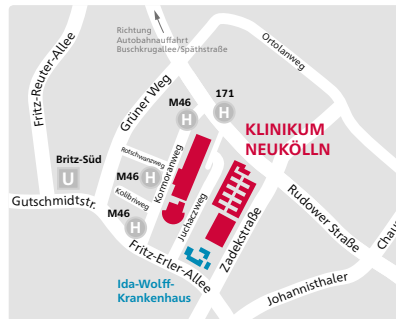 Richtung
Autobahnauffahrt
Buschkrugallee/Späthstraße
Ortolanweg
Fritz-Reuter-Allee
Grüner Weg
M46
H
171
H
KLINIKUM
NEUKÖLLN
Rotschwanzweg
Kormoranweg
Britz-Süd
U
M46
H
Kolibriweg
Juchaczweg
Gutschmidtstr.
M46
H
Rudower Straße
Zadekstraße
Fritz-Erler-Allee
Chau
Ida-Wolff-
Krankenhaus
Johannisthaler